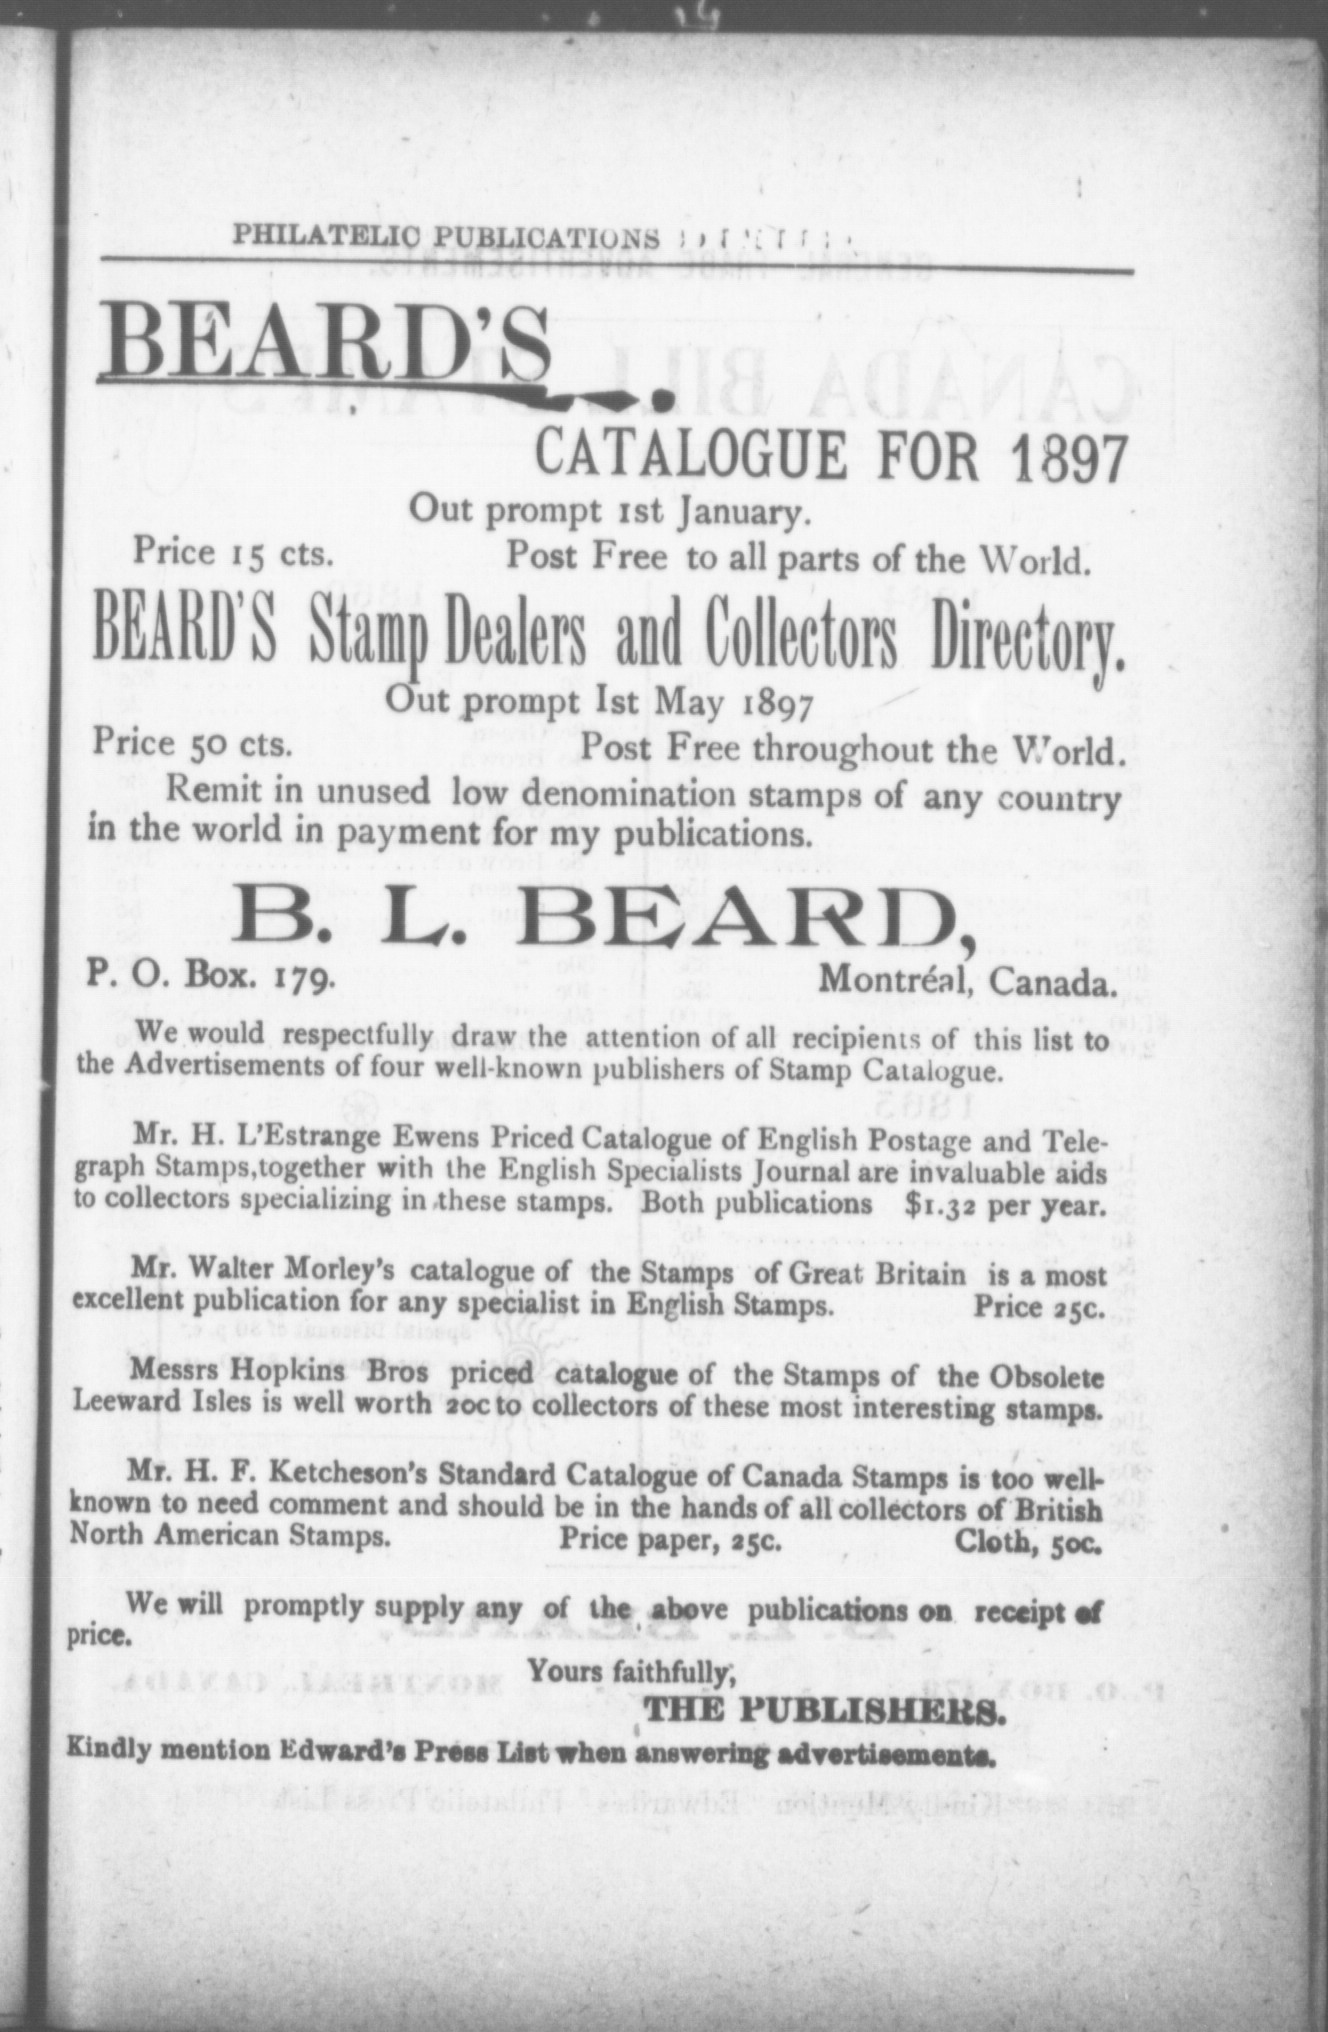 PHILATELIC PUBLICATIONS
BEARD'S
CATALOGUE FOR 1897
Out prompt 1st January.
Price 15 cts. Post Free to all parts of the World.
BEARD'S Stamp Dealers and Collectors Directory.
Out prompt Ist May 1897
Price 50 cts. Post Free throughout the World.
Remit in unused low denomination stamps of any country
in the world in payment for my publications.
B. L. BEARD,
P. O. Box. 179. Montréal, Canada.
We would respectfully draw the attention of all recipients of this list to
the Advertisements of four well-known publishers of Stamp Catalogue.
Mr. H. L'Estrange Ewens Priced Catalogue of English Postage and Tele-
graph Stamps,together with the English Specialists Journal are invaluable aids
to collectors specializing in these stamps. Both publications $1.32 per year.
Mr. Walter Morley's catalogue of the Stamps of Great Britain is a most
excellent publication for any specialist in English Stamps. Price 25c.
Messrs Hopkins Bros priced catalogue of the Stamps of the Obsolete
Leeward Isles is well worth 20c to collectors of these most interesting stamps.
Mr. H. F. Ketcheson's Standard Catalogue of Canada Stamps is too well-
known to need comment and should be in the hands of all collectors of British
North American Stamps. Price paper, 25c. Cloth, 50c.
We will promptly supply any of the above publications on receipt of
price.
Yours faithfully,
THE PUBLISHERS.
Kindly mention Edward's Press List when answering advertisements.